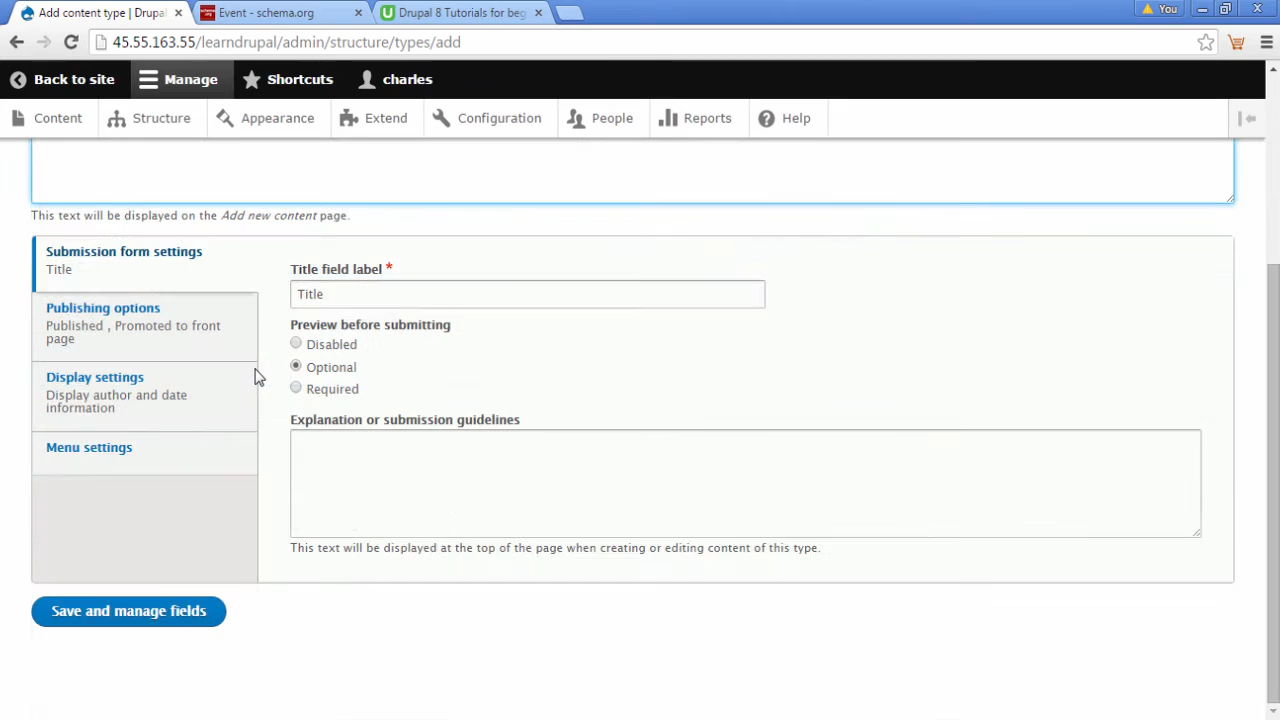 Add content type | Drupal
Event - schema.org
Drupal 8 Tutorials for beg
You
45.55.163.55/learndrupal/admin/structure/types/add
Back to site
Manage
Shortcuts
charles
Content
Structure
Appearance
Extend
Configuration
People
Reports
Help
This text will be displayed on the Add new content page.
Submission form settings
Title
Publishing options
Published , Promoted to front
page
Display settings
Display author and date
information
Menu settings
Title field label *
Title
Preview before submitting
Disabled
Optional
Required
Explanation or submission guidelines
This text will be displayed at the top of the page when creating or editing content of this type.
Save and manage fields